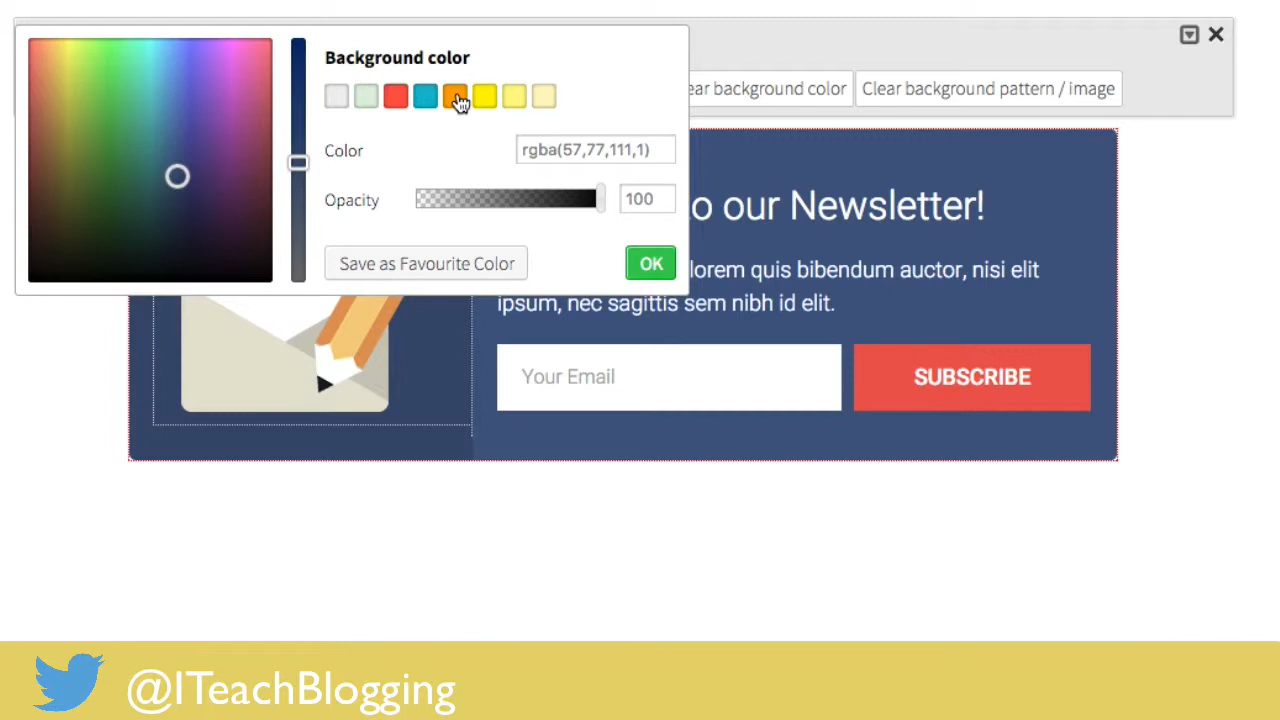 Background color
Color
rgba(57,77,111,1)
Opacity
100
Save as Favourite Color
OK
ear background color
Clear background pattern / image
to our Newsletter!
lorem quis bibendum auctor, nisi elit
ipsum, nec sagittis sem nibh id elit.
Your Email
SUBSCRIBE
@ITeachBlogging